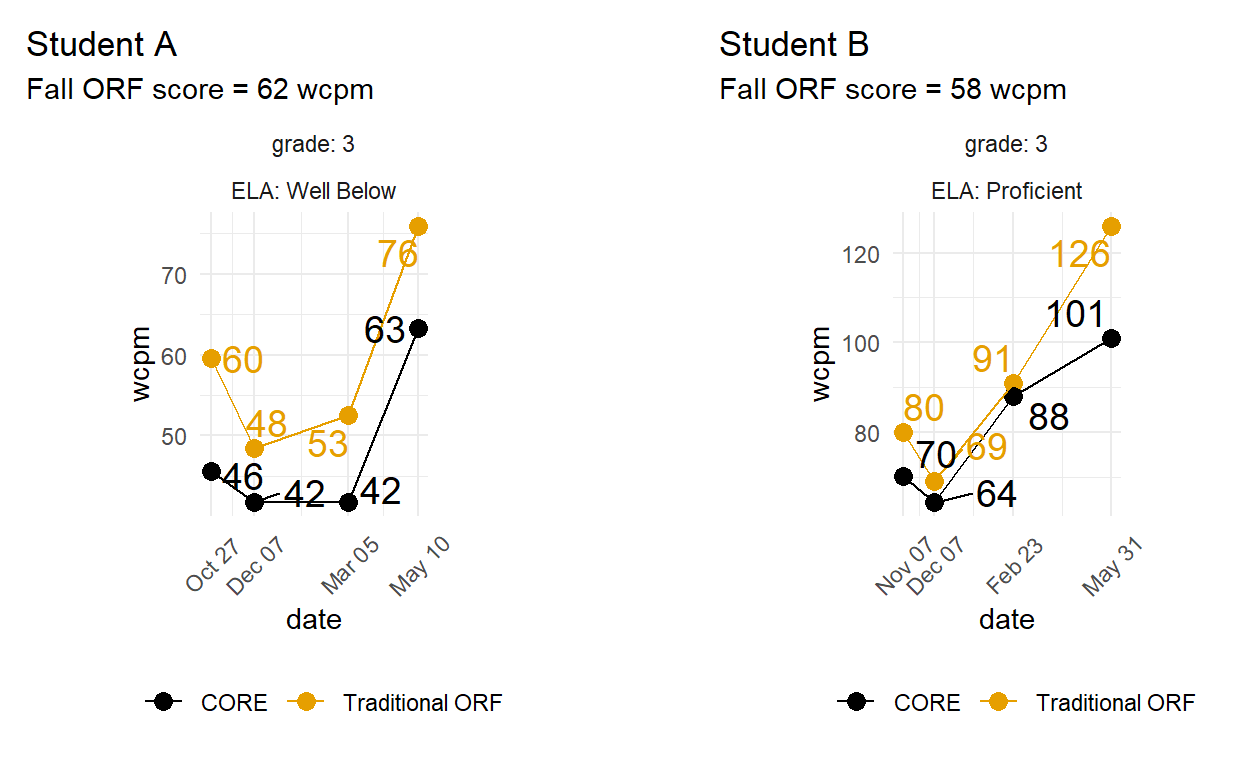 Student A
Fall ORF score = 62 wcpm
grade: 3
ELA: Well Below
wcpm
70
60
50
60
48
53
76
46
42
42
63
Oct 27
Dec 07
Mar 05
May 10
date
CORE
Traditional ORF
Student B
Fall ORF score = 58 wcpm
grade: 3
ELA: Proficient
wcpm
120
100
80
80
69
91
126
70
64
88
101
Nov 07
Dec 07
Feb 23
May 31
date
CORE
Traditional ORF